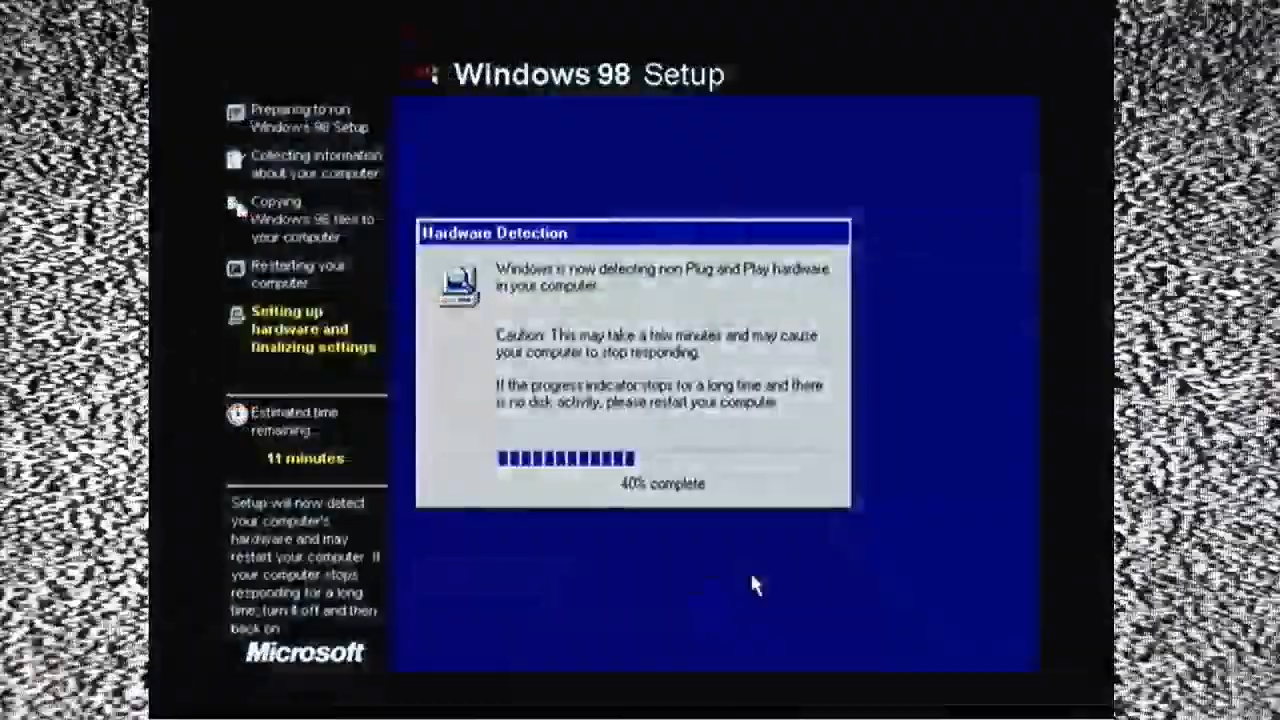 Windows 98 Setup
Preparing to run
Windows 98 Setup
Collecting information
about your computer
Copying
Windows 98 files to
your computer
Restarting your
computer
Setting up
hardware and
finalizing settings
Estimated time
remaining:
11 minutes
Setup will now detect
your computer's
hardware and may
restart your computer. If
your computer stops
responding for a long
time, turn it off and then
back on.
Microsoft
Hardware Detection
Windows is now detecting non Plug and Play hardware
in your computer.
Caution: This may take a few minutes and may cause
your computer to stop responding.
If the progress indicator stops for a long time and there
is no disk activity, please restart your computer.
40% complete